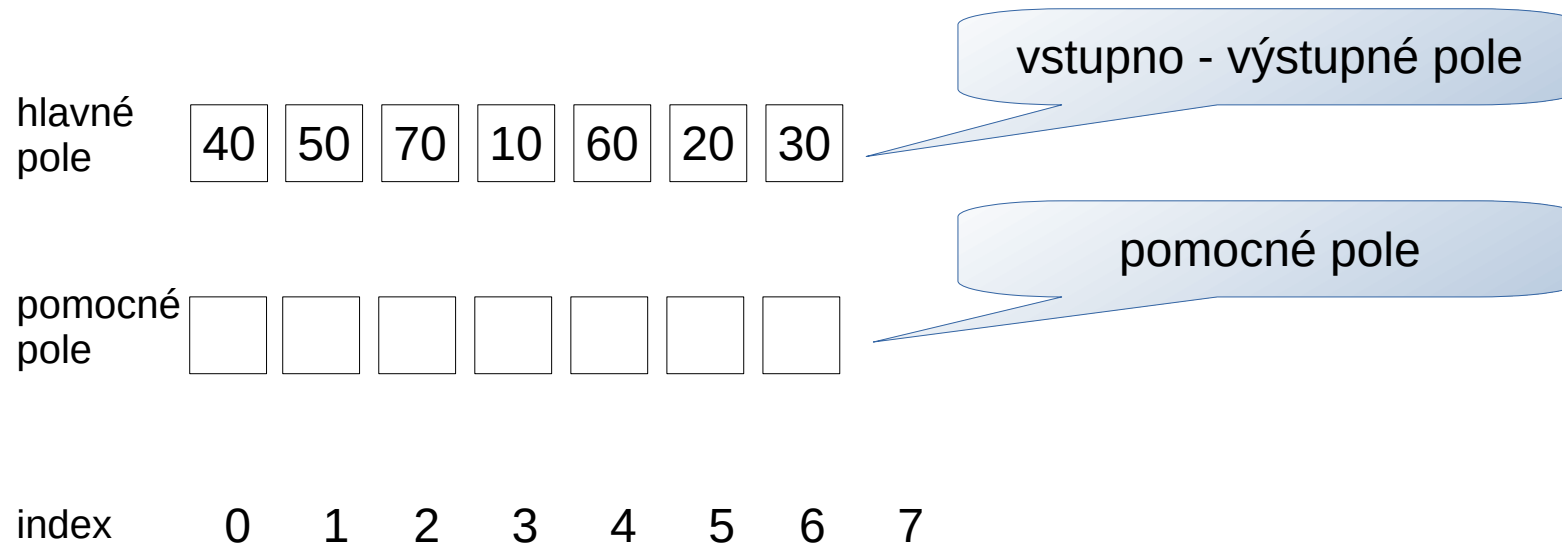 vstupno - výstupné pole
hlavné
pole
40 50 70 10 60 20 30
pomocné pole
pomocné
pole
index 0 1 2 3 4 5 6 7